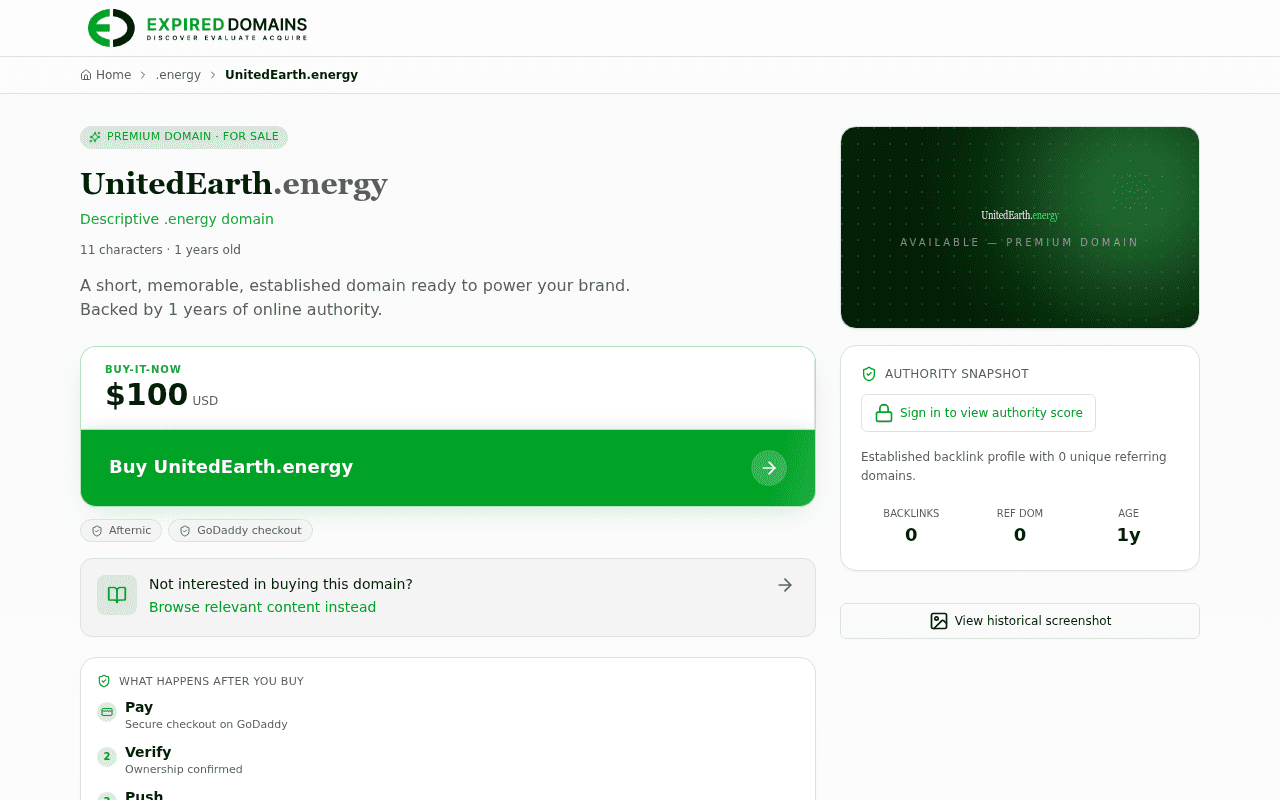 EXPIRED DOMAINS
DISCOVER EVALUATE ACQUIRE
Home > .energy > UnitedEarth.energy
PREMIUM DOMAIN · FOR SALE
UnitedEarth.energy
Descriptive .energy domain
11 characters · 1 years old
A short, memorable, established domain ready to power your brand.
Backed by 1 years of online authority.
BUY-IT-NOW
$100 USD
Buy UnitedEarth.energy
Afternic
GoDaddy checkout
Not interested in buying this domain?
Browse relevant content instead
WHAT HAPPENS AFTER YOU BUY
Pay
Secure checkout on GoDaddy
2
Verify
Ownership confirmed
3
Push
UnitedEarth.energy
AVAILABLE — PREMIUM DOMAIN
AUTHORITY SNAPSHOT
Sign in to view authority score
Established backlink profile with 0 unique referring
domains.
BACKLINKS REF DOM AGE
0 0 1y
View historical screenshot